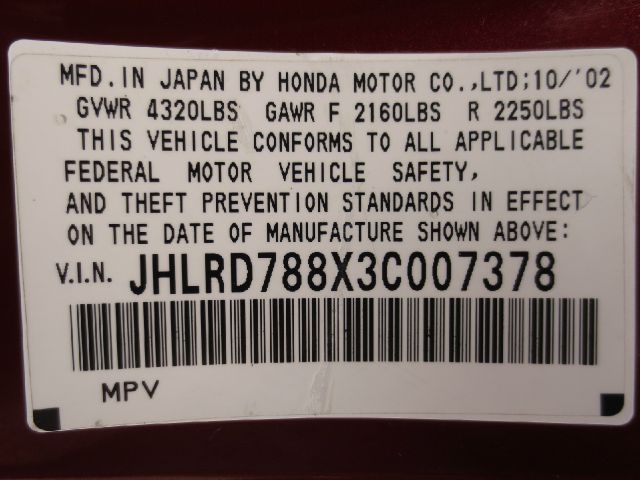 MFD. IN JAPAN BY HONDA MOTOR CO.,LTD;10/'02
GVWR 4320LBS GAWR F 2160LBS R 2250LBS
THIS VEHICLE CONFORMS TO ALL APPLICABLE
FEDERAL MOTOR VEHICLE SAFETY,
AND THEFT PREVENTION STANDARDS IN EFFECT
ON THE DATE OF MANUFACTURE SHOWN ABOVE:
V.I.N. JHLRD788X3C007378
MPV